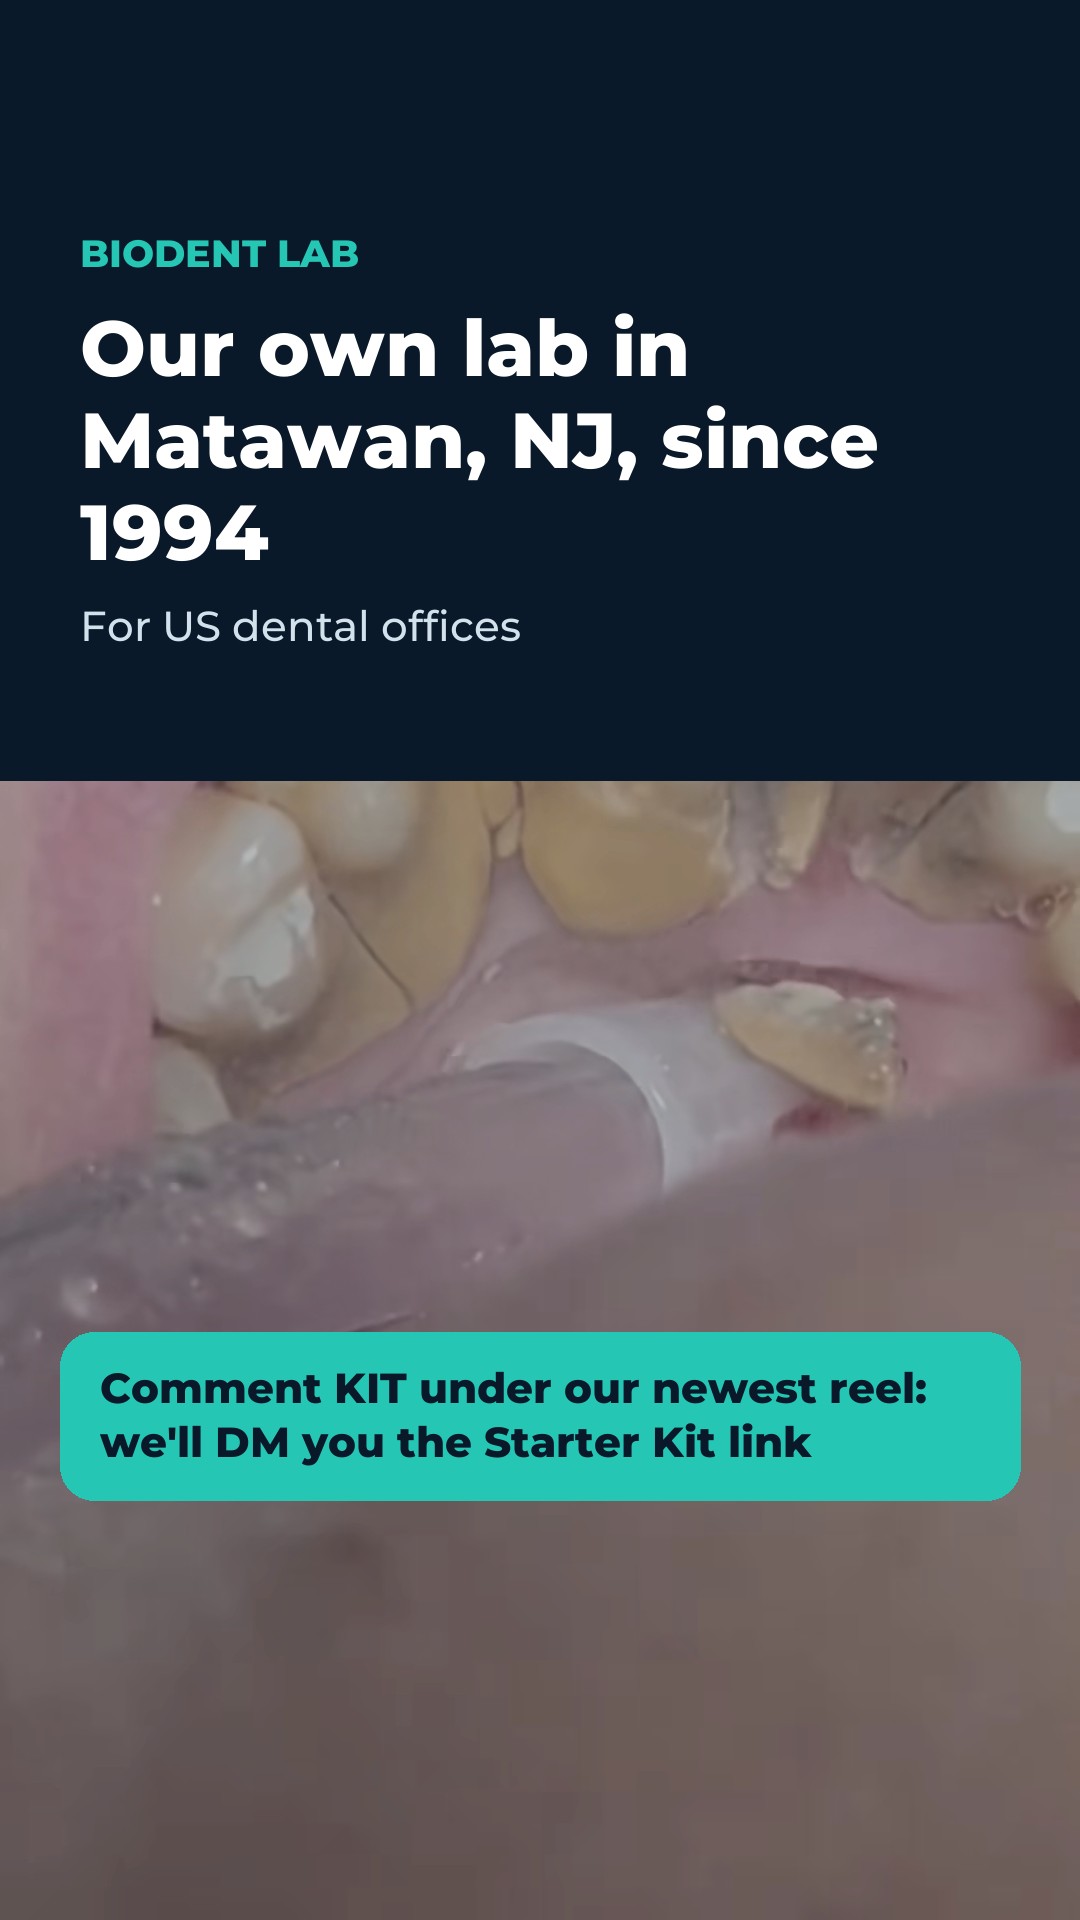 BIODENT LAB
Our own lab in
Matawan, NJ, since
1994
For US dental offices
Comment KIT under our newest reel:
we'll DM you the Starter Kit link